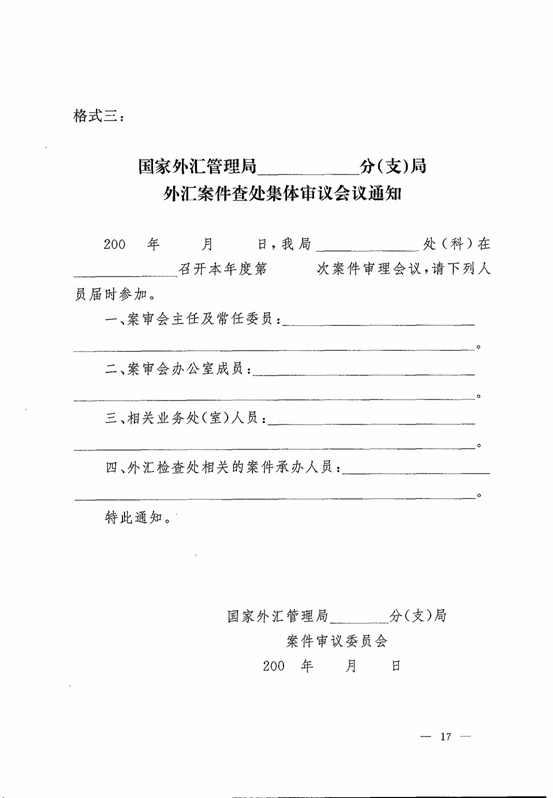 格式三：
国家外汇管理局__________分(支)局
外汇案件查处集体审议会议通知
200 年 月 日，我局__________处(科)在
__________召开本年度第 次案件审理会议，请下列人
员届时参加。
一、案审会主任及常任委员：____________________
________________________________________。
二、案审会办公室成员：____________________
________________________________________。
三、相关业务处(室)人员：____________________
________________________________________。
四、外汇检查处相关的案件承办人员：____________________
________________________________________。
特此通知。
国家外汇管理局______分(支)局
案件审议委员会
200 年 月 日
— 17 —